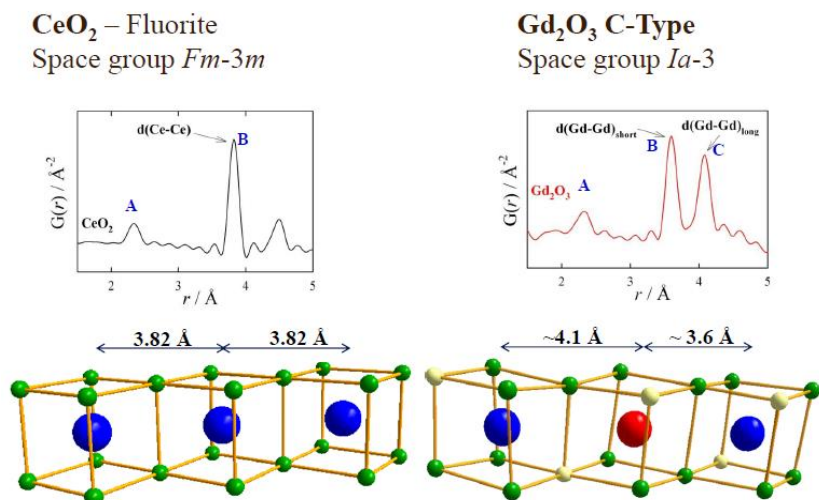 CeO₂ – Fluorite
Space group Fm-3m
Gd₂O₃ C-Type
Space group Ia-3
d(Ce-Ce)
B
A
CeO₂
G(r) / Å⁻²
2 3 4 5
r / Å
d(Gd-Gd)short
d(Gd-Gd)long
B
C
A
Gd₂O₃
G(r) / Å⁻²
2 3 4 5
r / Å
3.82 Å 3.82 Å
~4.1 Å ~ 3.6 Å